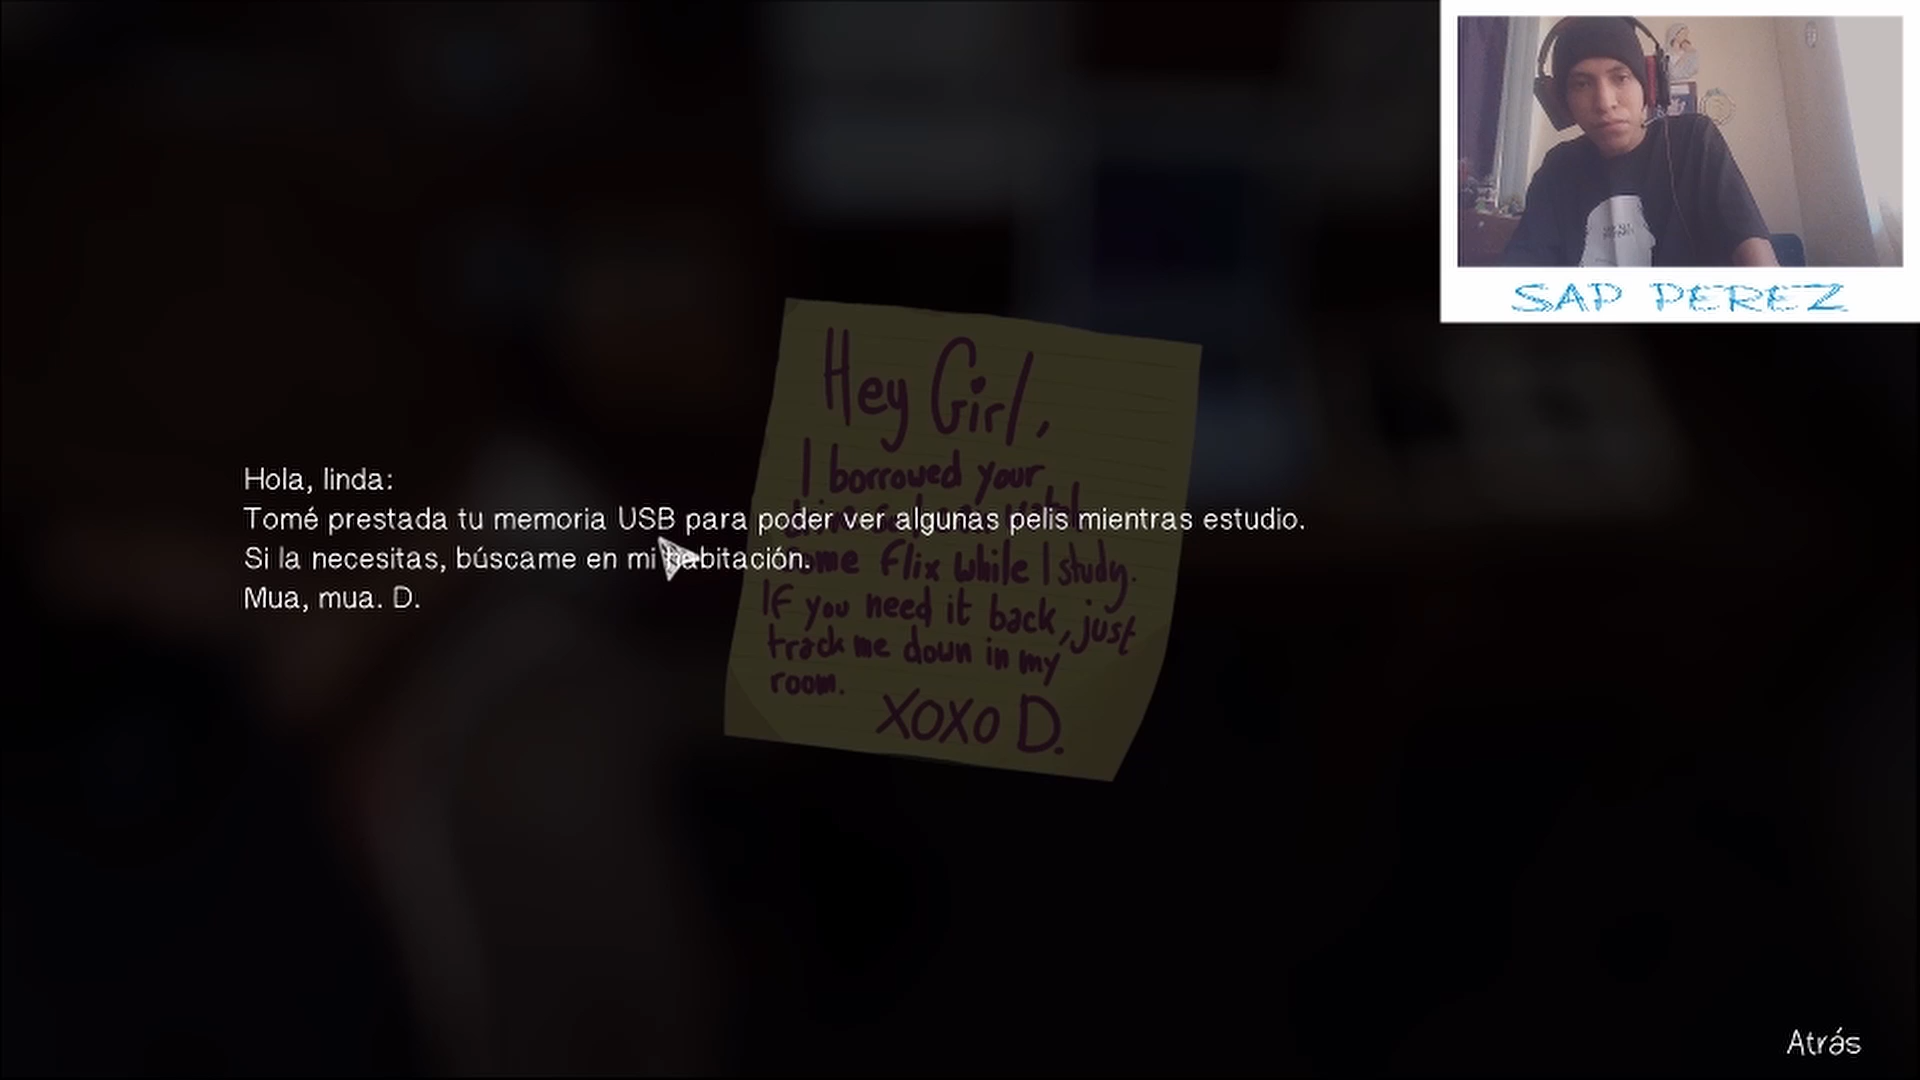 SAP PEREZ
Hey Girl,
I borrowed your
some flix while I study.
If you need it back, just
track me down in my
room.
XOXO D.
Hola, linda:
Tomé prestada tu memoria USB para poder ver algunas pelis mientras estudio.
Si la necesitas, búscame en mi habitación.
Mua, mua. D.
Atrás